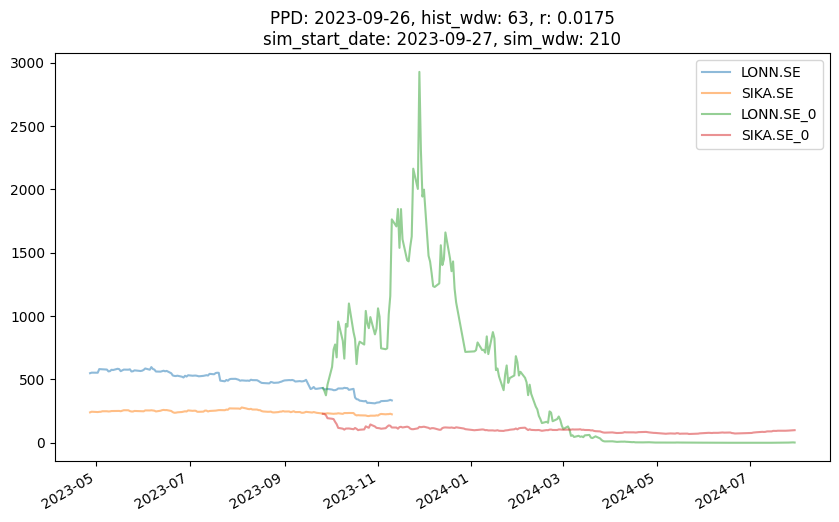 PPD: 2023-09-26, hist_wdw: 63, r: 0.0175
sim_start_date: 2023-09-27, sim_wdw: 210
LONN.SE
SIKA.SE
LONN.SE_0
SIKA.SE_0
3000
2500
2000
1500
1000
500
0
2023-05
2023-07
2023-09
2023-11
2024-01
2024-03
2024-05
2024-07